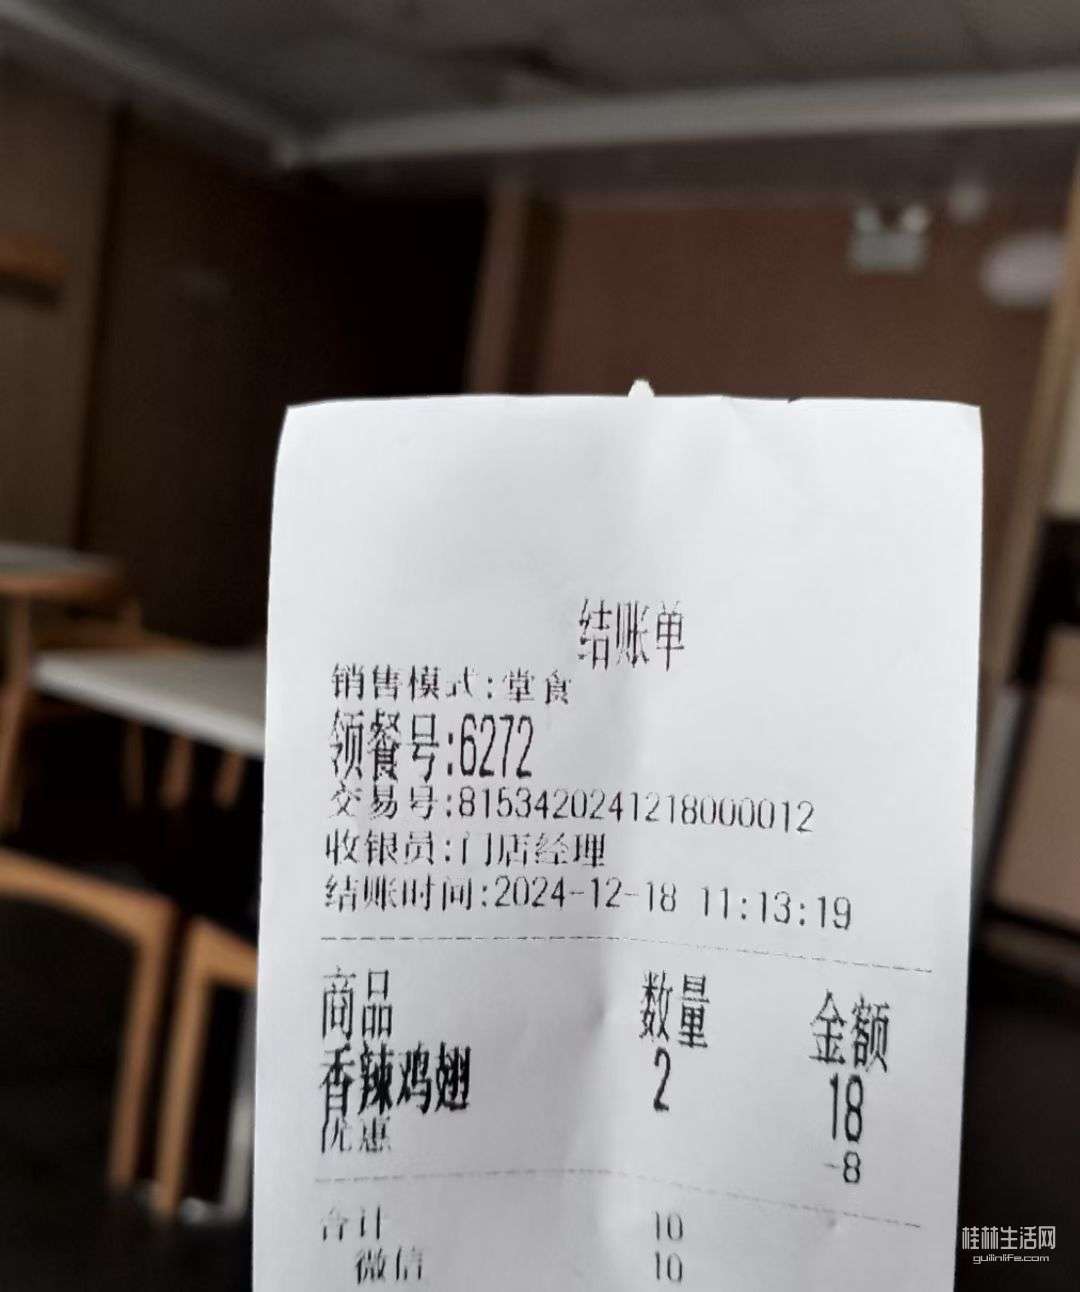 结账单
销售模式:堂食
领餐号:6272
交易号:8153420241218000012
收银员:门店经理
结账时间:2024-12-18 11:13:19
商品 数量 金额
香辣鸡翅 2 18
优惠 -8
合计 10
微信 10
桂林生活网
guilinlife.com